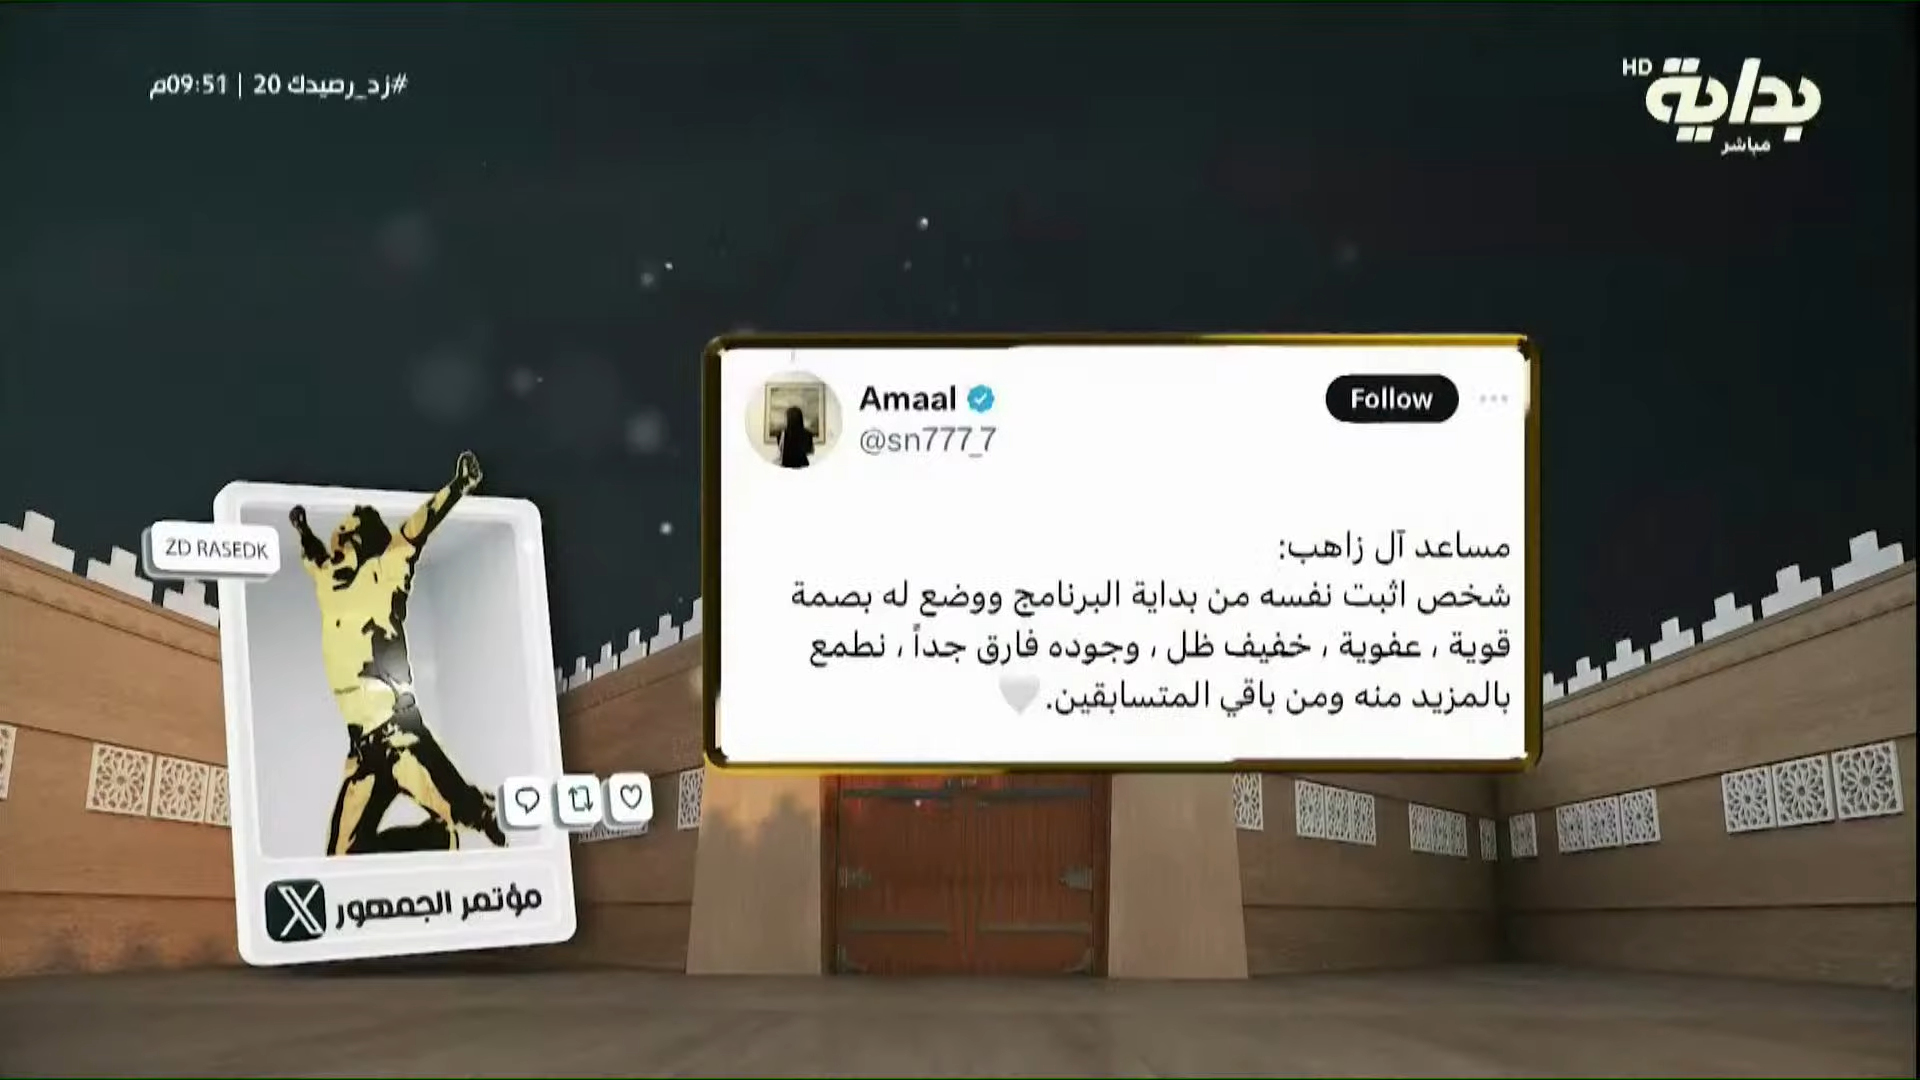 #زد_رصيدك 20 | 09:51م
HD
بداية
مباشر
Amaal
@sn777_7
Follow
مساعد آل زاهب:
شخص اثبت نفسه من بداية البرنامج ووضع له بصمة
قوية ، عفوية ، خفيف ظل ، وجوده فارق جداً ، نطمع
بالمزيد منه ومن باقي المتسابقين. 🤍
ZD RASEDK
مؤتمر الجمهور X